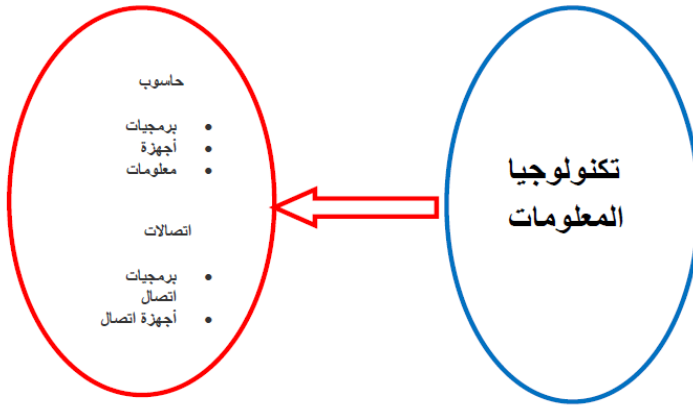 تكنولوجيا
المعلومات
حاسوب
• برمجيات
• أجهزة
• معلومات
اتصالات
• برمجيات
اتصال
• أجهزة اتصال